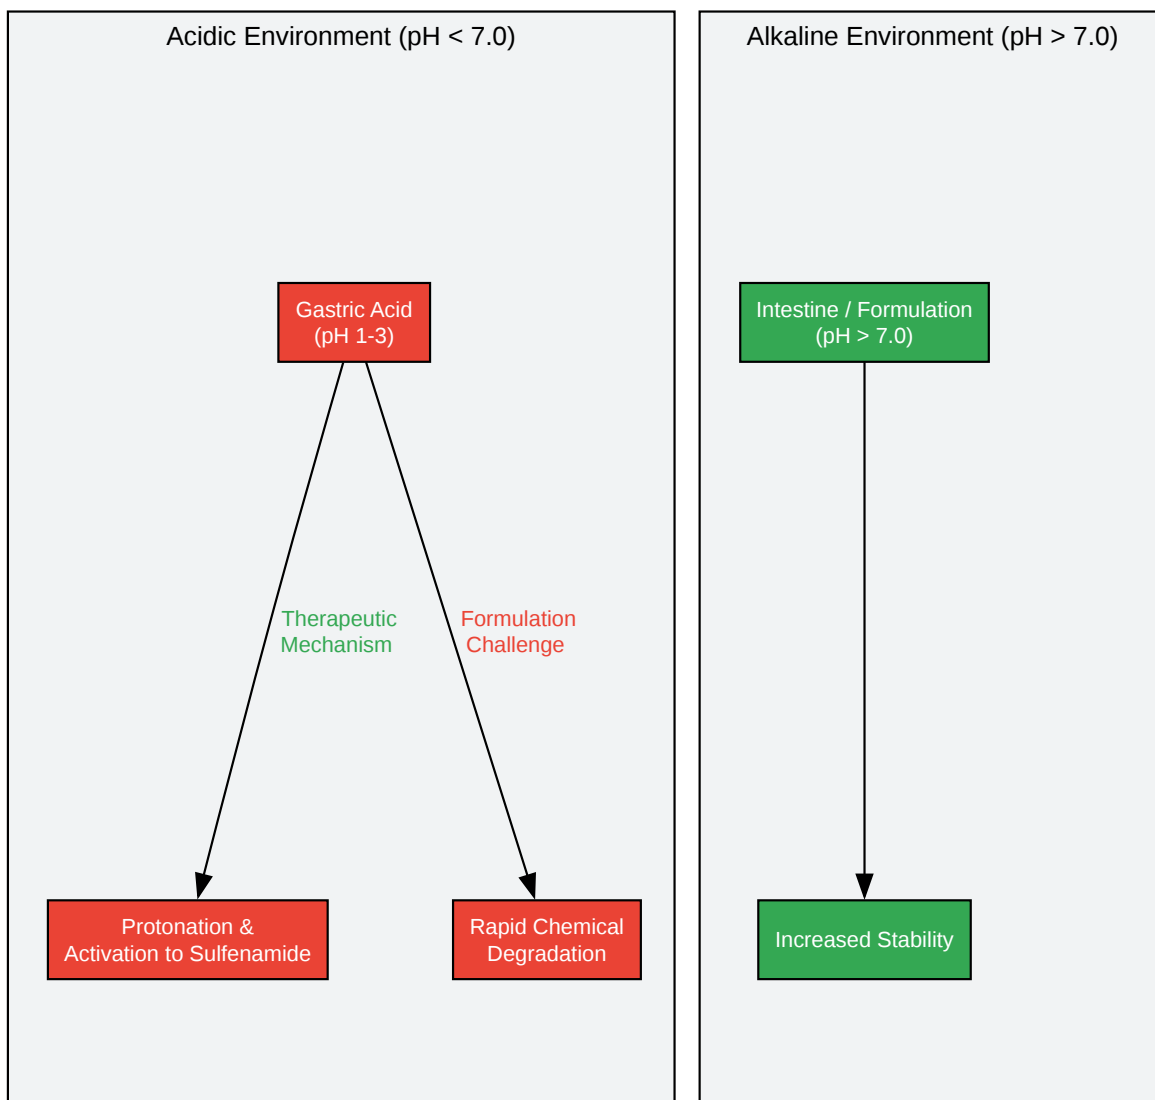 Acidic Environment (pH < 7.0)
Gastric Acid
(pH 1-3)
Therapeutic
Mechanism
Formulation
Challenge
Protonation &
Activation to Sulfenamide
Rapid Chemical
Degradation
Alkaline Environment (pH > 7.0)
Intestine / Formulation
(pH > 7.0)
Increased Stability